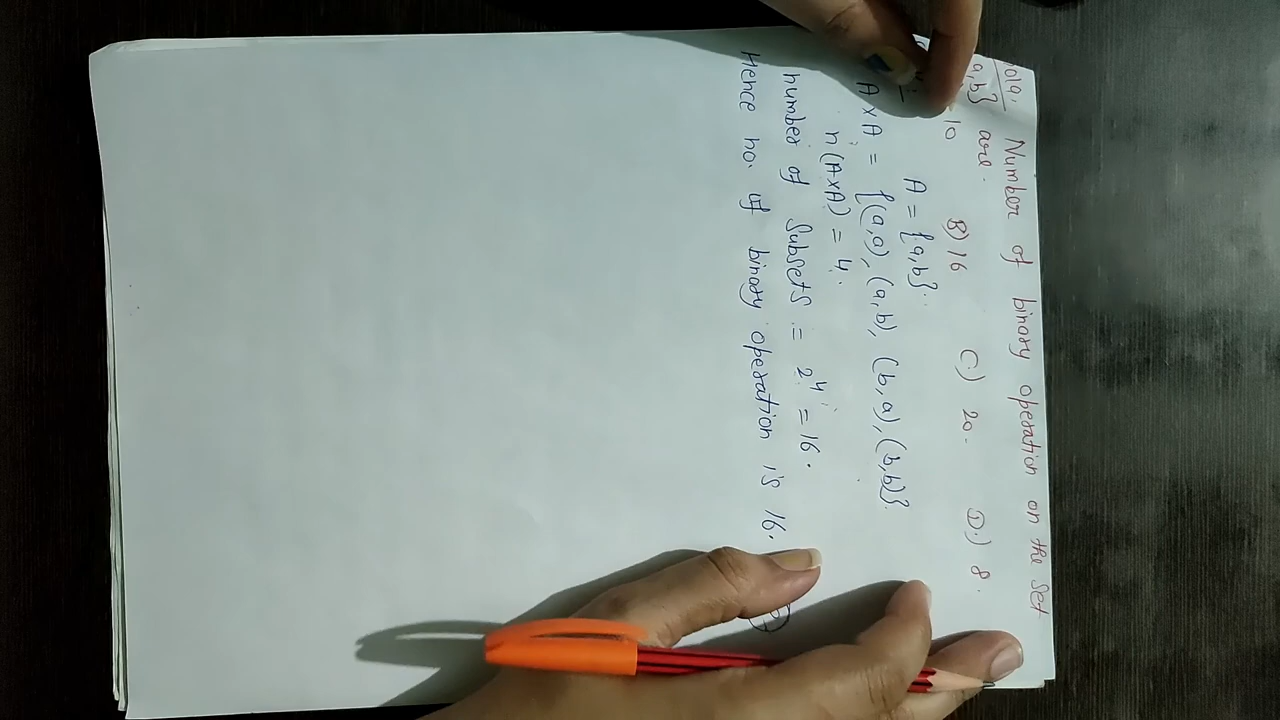 Number of binary operation on the set
a,b} are.
10 B) 16 C.) 20. D.) 8.
A = {a,b}.
A×A = {(a,a), (a,b), (b,a), (b,b)}.
n(A×A) = 4.
number of subsets = 2⁴ = 16.
Hence no. of binary operation is 16.